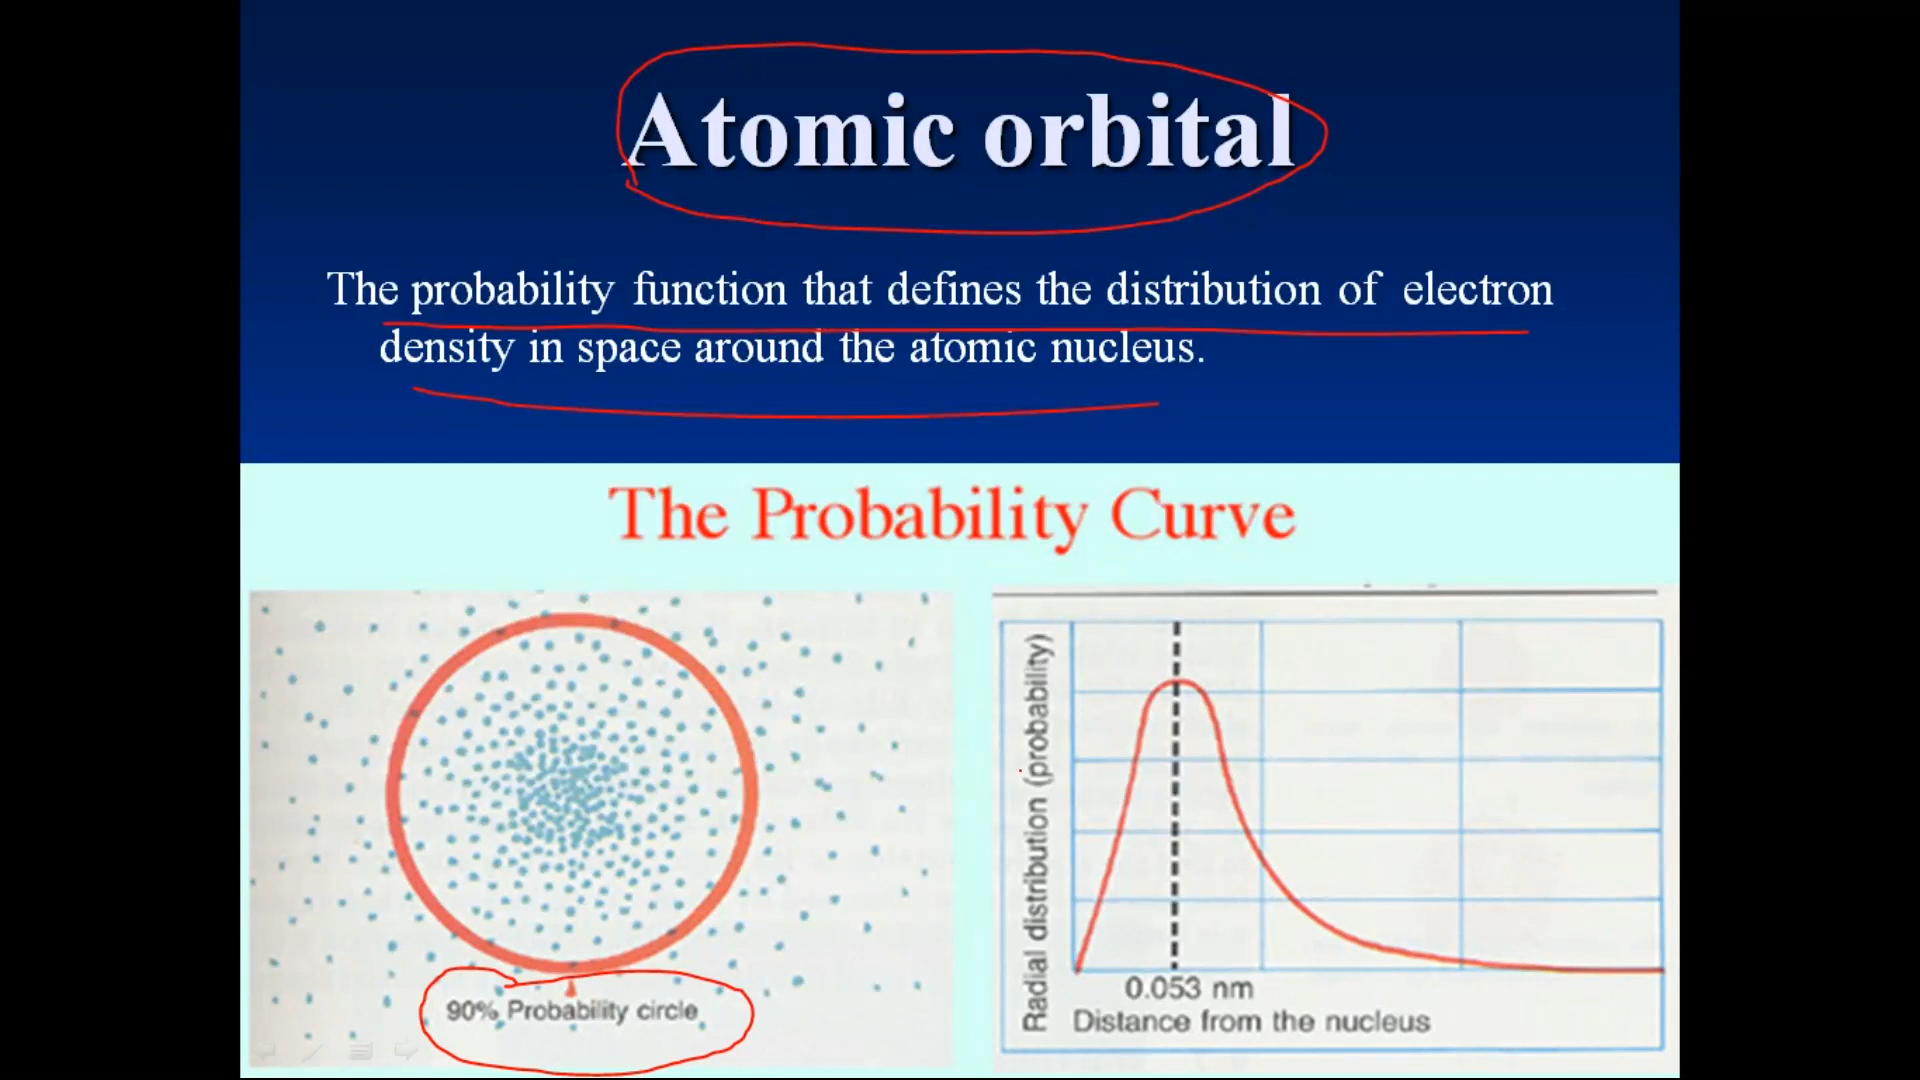 Atomic orbital
The probability function that defines the distribution of electron
density in space around the atomic nucleus.
The Probability Curve
90% Probability circle
Radial distribution (probability)
0.053 nm
Distance from the nucleus